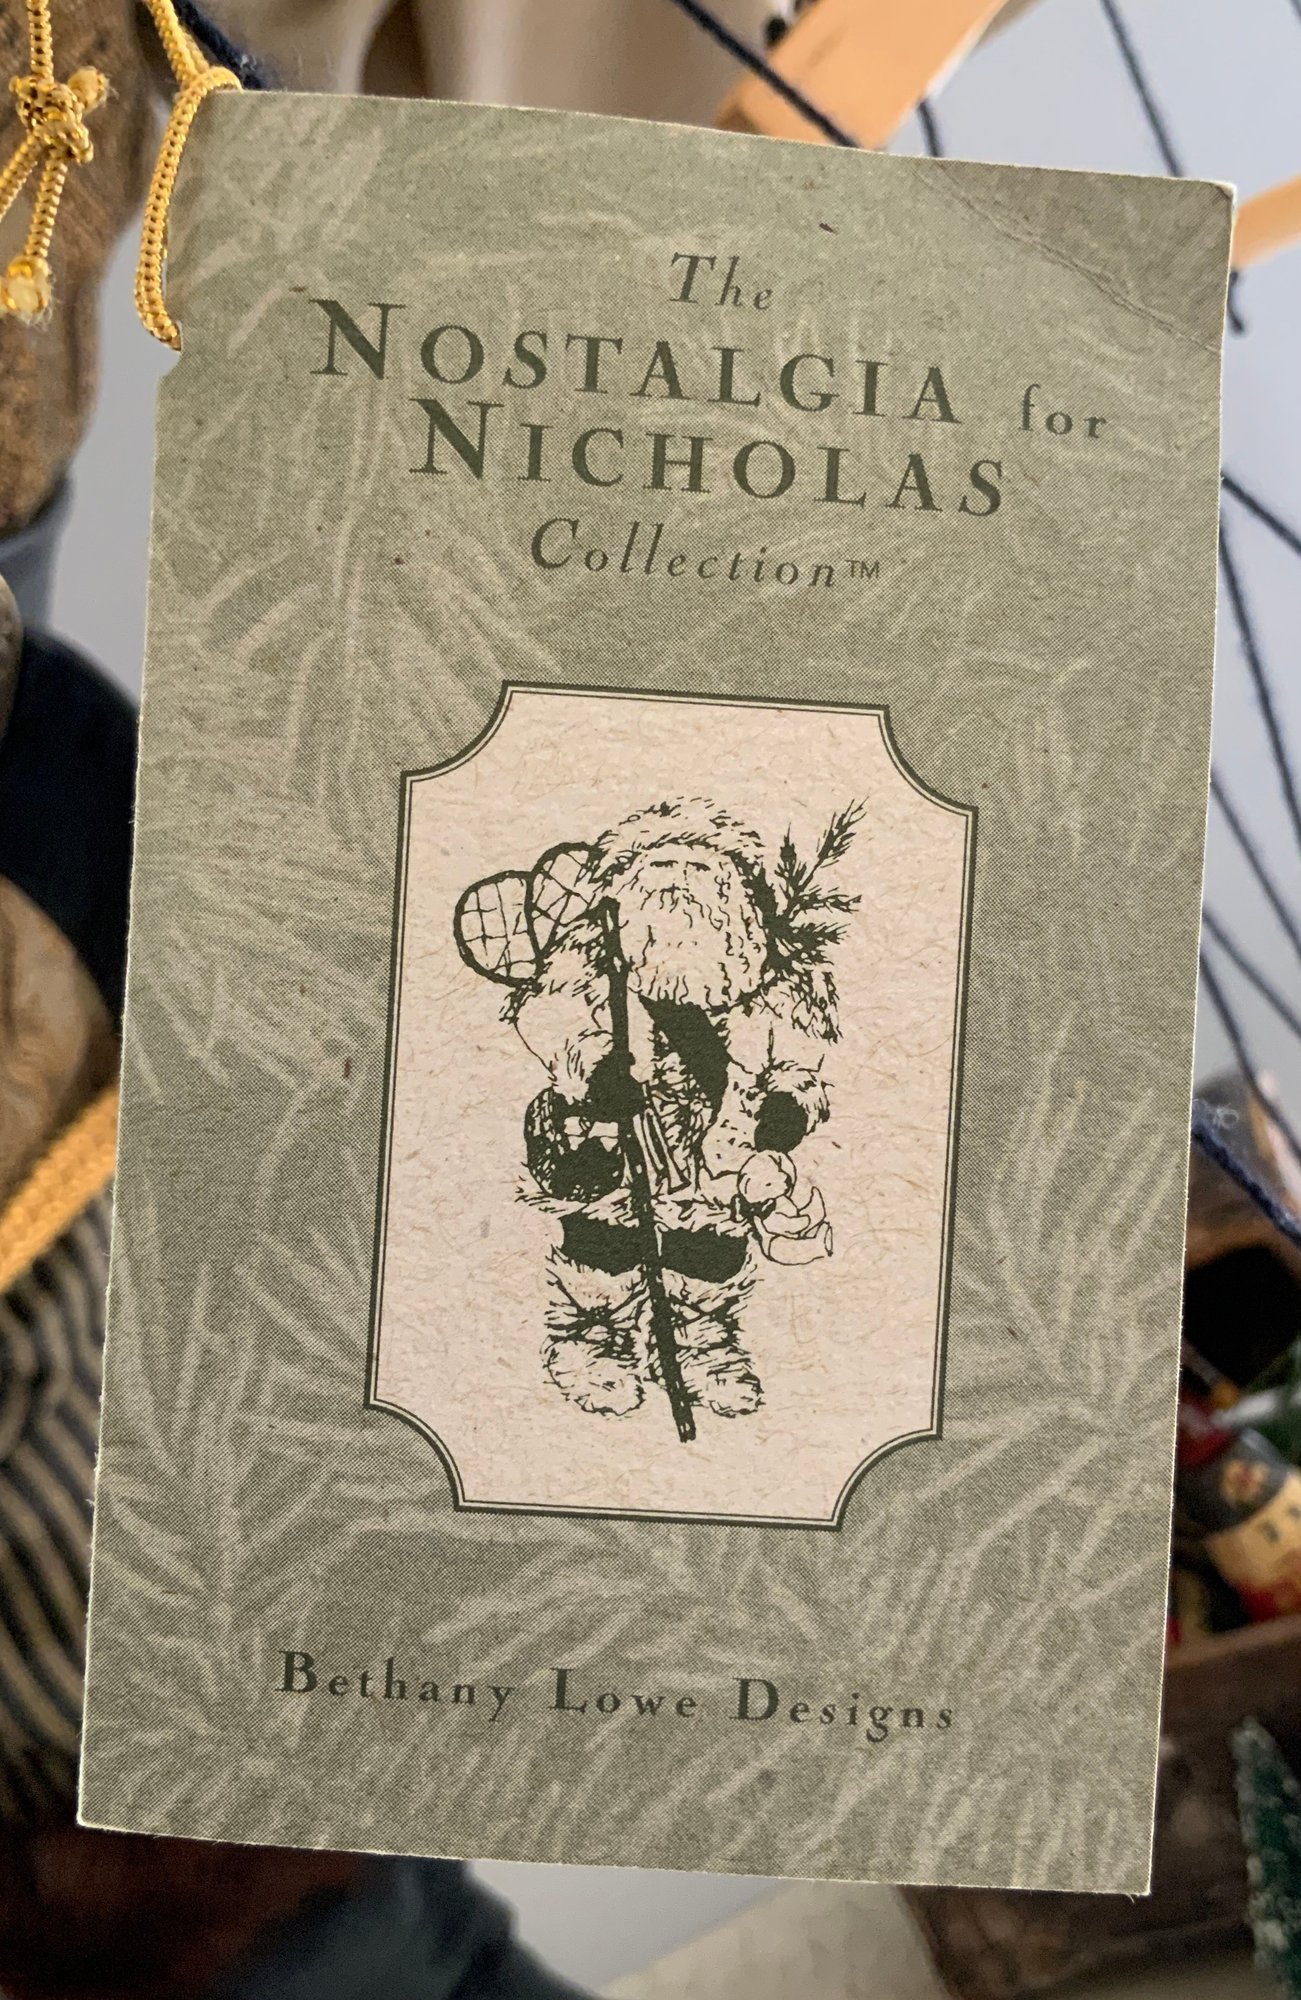 The
NOSTALGIA for
NICHOLAS
Collection™
Bethany Lowe Designs